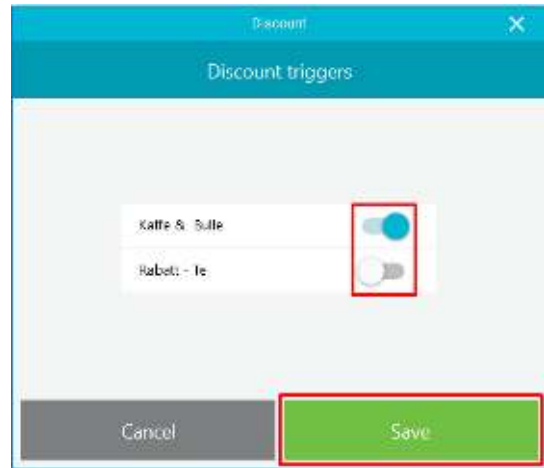 Discount
Discount triggers
Kaffe & Bulle
Rabatt - Te
Cancel
Save